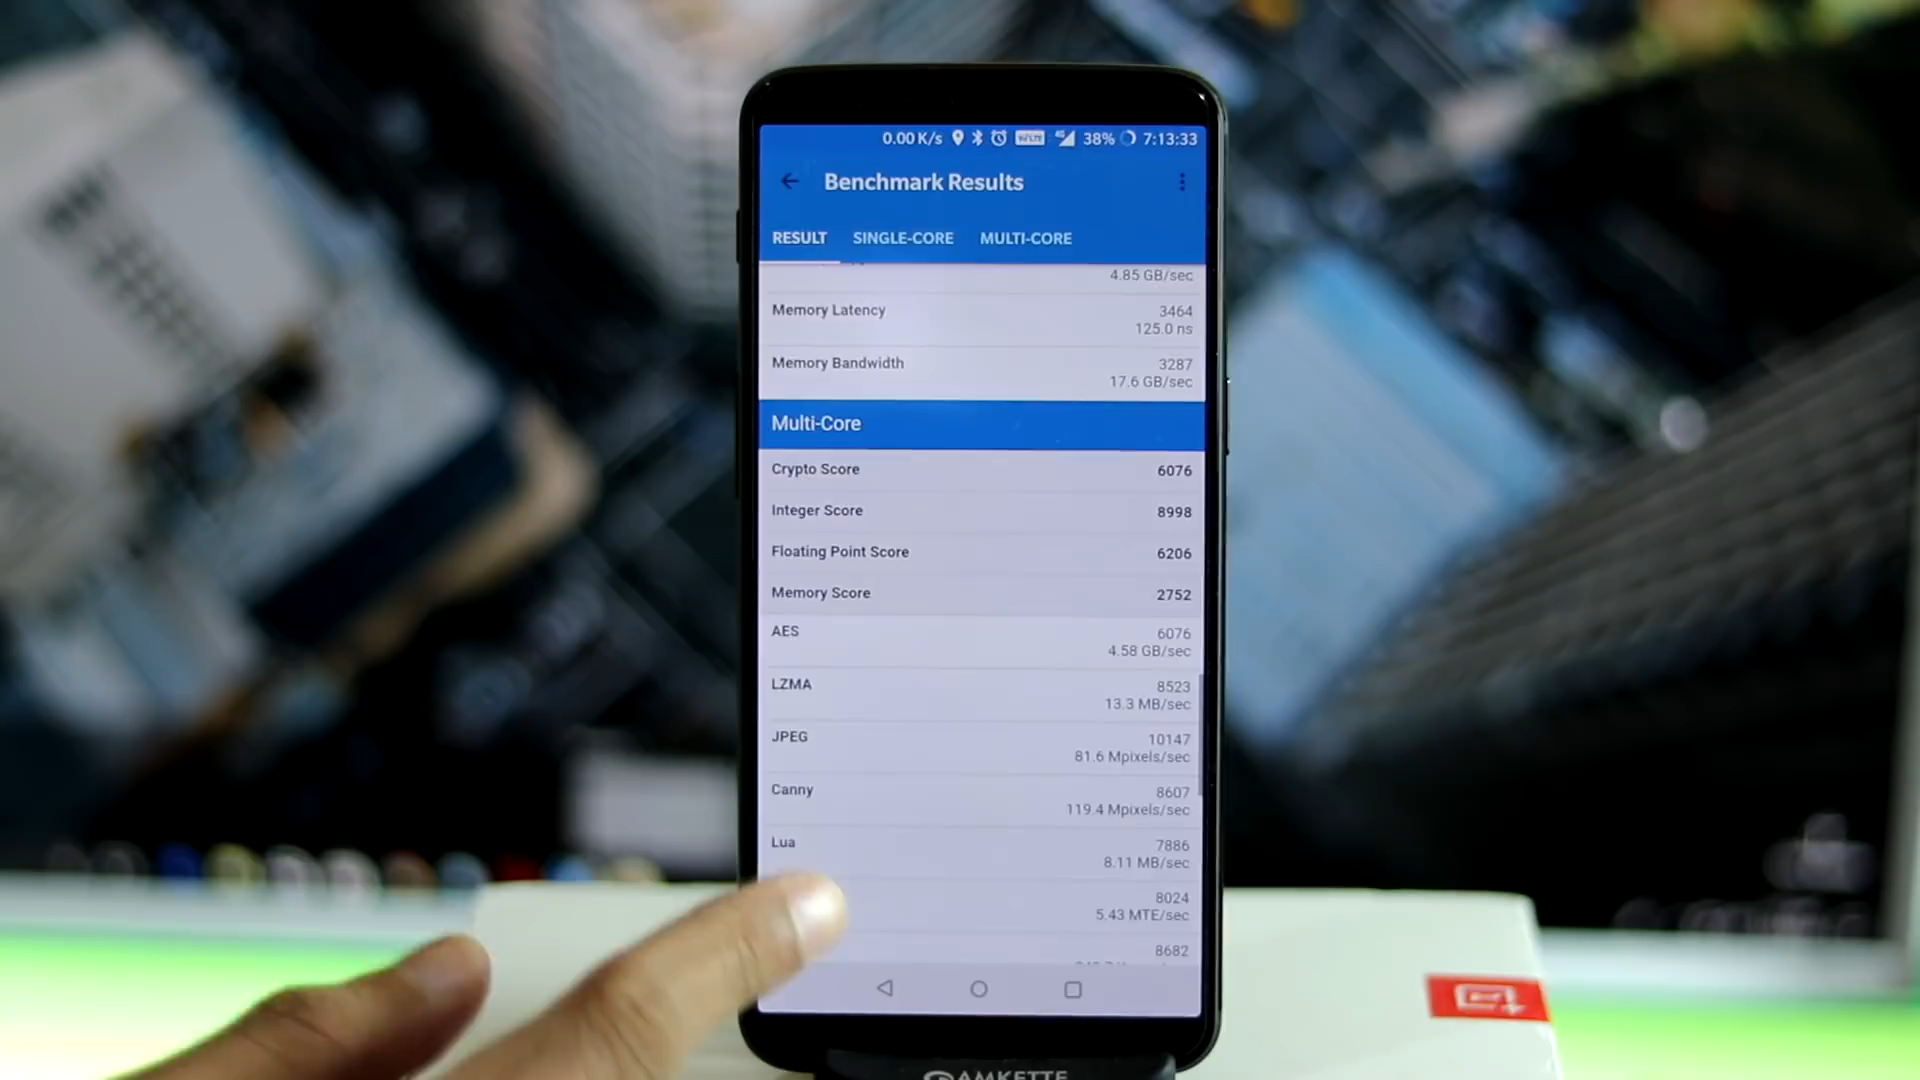 0.00 K/s 38% 7:13:33
Benchmark Results
RESULT SINGLE-CORE MULTI-CORE
4.85 GB/sec
Memory Latency 3464
125.0 ns
Memory Bandwidth 3287
17.6 GB/sec
Multi-Core
Crypto Score 6076
Integer Score 8998
Floating Point Score 6206
Memory Score 2752
AES 6076
4.58 GB/sec
LZMA 8523
13.3 MB/sec
JPEG 10147
81.6 Mpixels/sec
Canny 8607
119.4 Mpixels/sec
Lua 7886
8.11 MB/sec
8024
5.43 MTE/sec
8682
AMKETTE